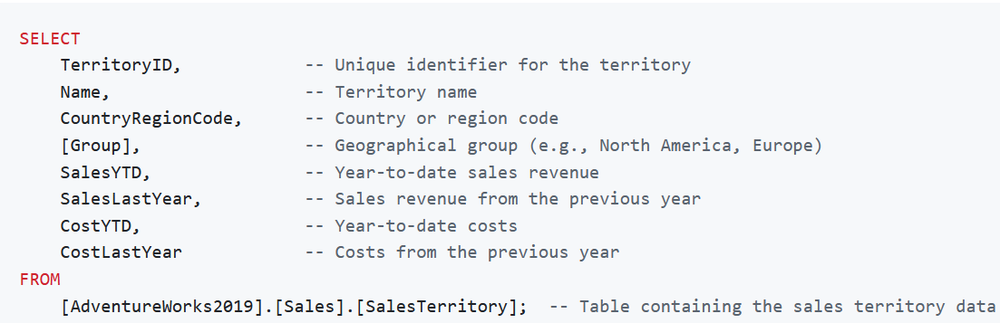 SELECT
TerritoryID, -- Unique identifier for the territory
Name, -- Territory name
CountryRegionCode, -- Country or region code
[Group], -- Geographical group (e.g., North America, Europe)
SalesYTD, -- Year-to-date sales revenue
SalesLastYear, -- Sales revenue from the previous year
CostYTD, -- Year-to-date costs
CostLastYear -- Costs from the previous year
FROM
[AdventureWorks2019].[Sales].[SalesTerritory]; -- Table containing the sales territory data